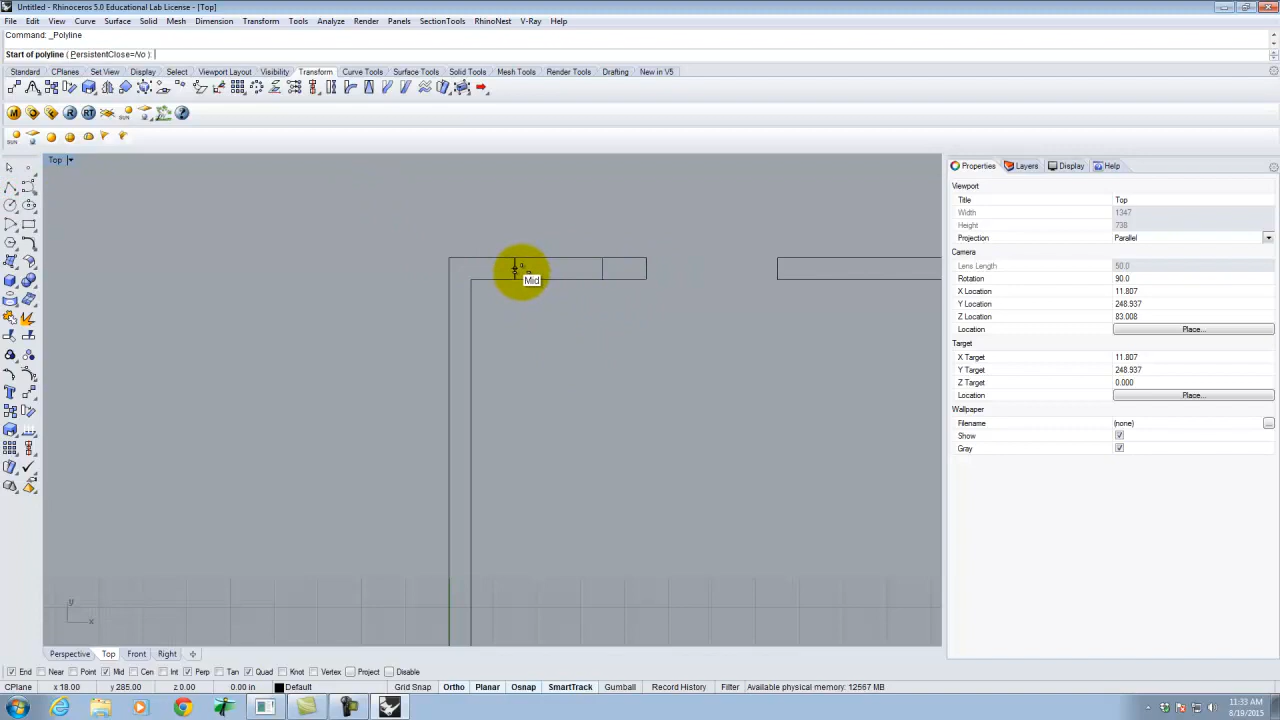 Untitled - Rhinoceros 5.0 Educational Lab License - [Top]
File Edit View Curve Surface Solid Mesh Dimension Transform Tools Analyze Render Panels SectionTools RhinoNest V-Ray Help
Command: _Polyline
Start of polyline ( PersistentClose=No ):
Standard CPlanes Set View Display Select Viewport Layout Visibility Transform Curve Tools Surface Tools Solid Tools Mesh Tools Render Tools Drafting New in V5
M R RT SUN
SUN
Top
Mid
y
x
Properties Layers Display Help
Viewport
Title Top
Width 1347
Height 738
Projection Parallel
Camera
Lens Length 50.0
Rotation 90.0
X Location 11.807
Y Location 248.937
Z Location 83.008
Location Place...
Target
X Target 11.807
Y Target 248.937
Z Target 0.000
Location Place...
Wallpaper
Filename (none) ...
Show
Gray
Perspective Top Front Right
End Near Point Mid Cen Int Perp Tan Quad Knot Vertex Project Disable
CPlane x 18.00 y 285.00 z 0.00 0.00 in Default Grid Snap Ortho Planar Osnap SmartTrack Gumball Record History Filter Available physical memory: 12567 MB
11:33 AM
8/19/2015